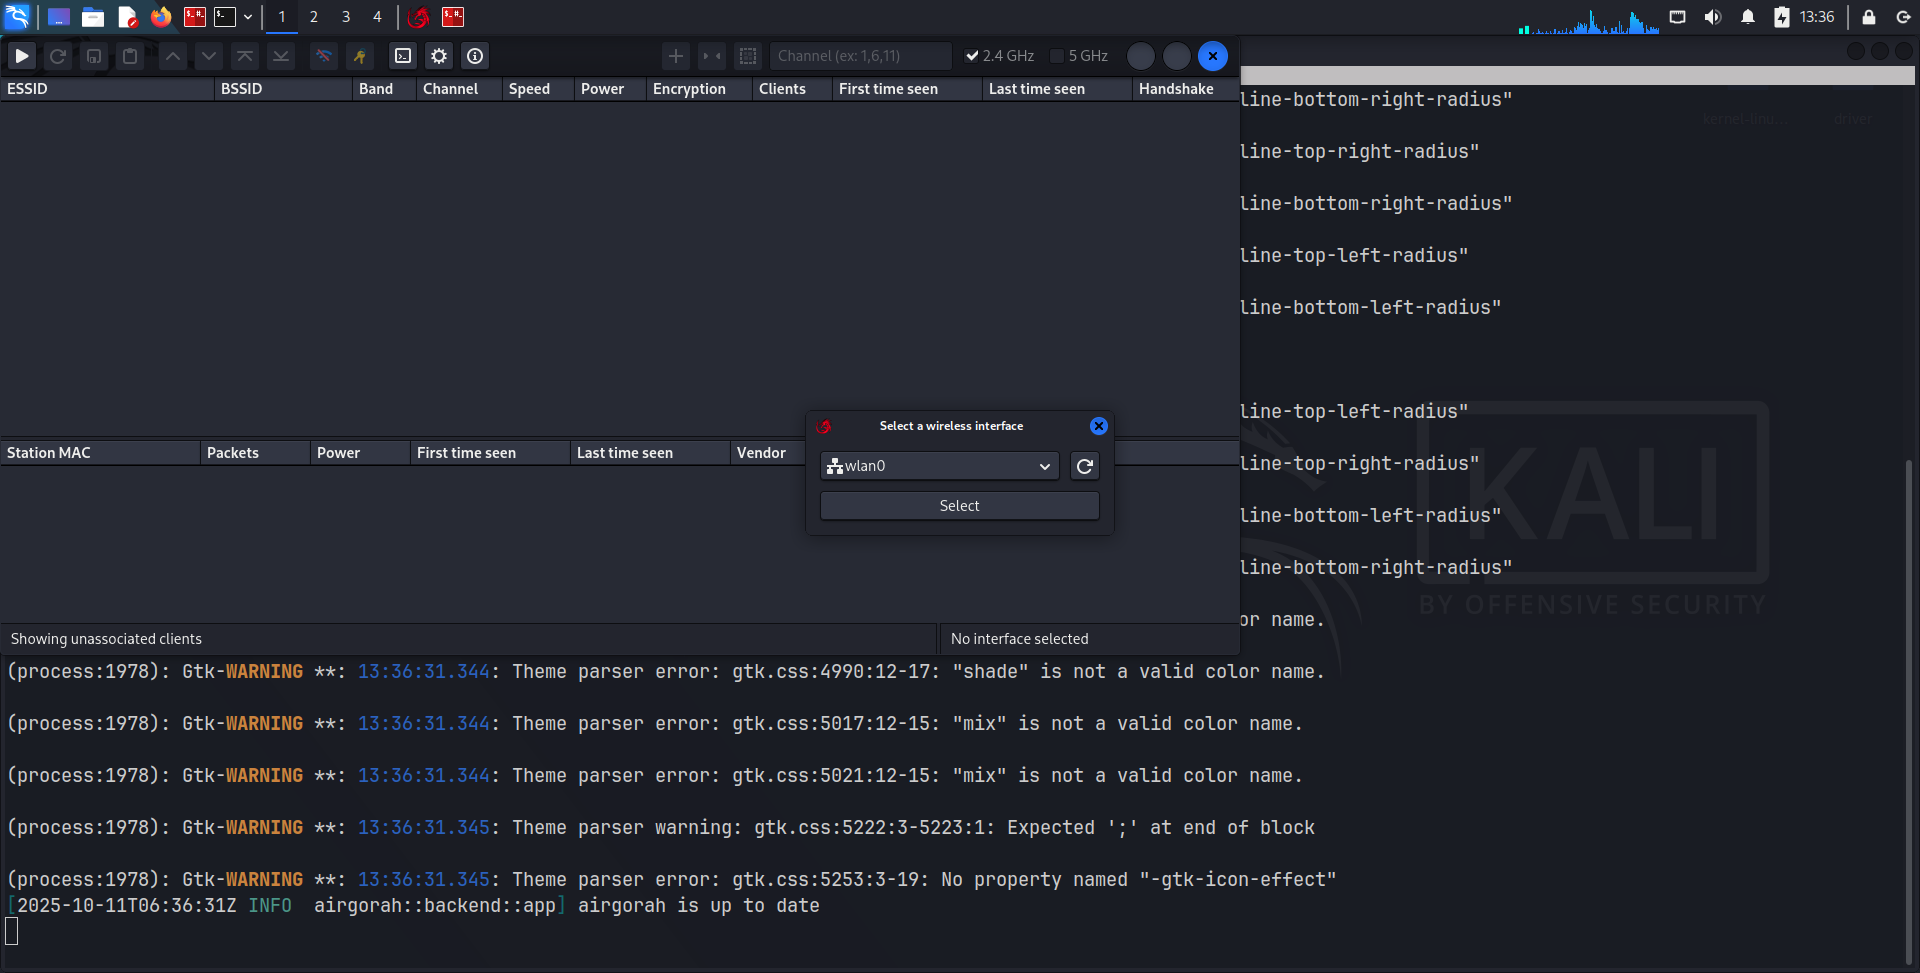 1 2 3 4 13:36
Channel (ex: 1,6,11) 2.4 GHz 5 GHz
ESSID BSSID Band Channel Speed Power Encryption Clients First time seen Last time seen Handshake
line-bottom-right-radius"
kernel-linu... driver
line-top-right-radius"
line-bottom-right-radius"
line-top-left-radius"
line-bottom-left-radius"
line-top-left-radius"
Select a wireless interface
Station MAC Packets Power First time seen Last time seen Vendor
wlan0
line-top-right-radius"
KALI
Select
line-bottom-left-radius"
line-bottom-right-radius"
BY OFFENSIVE SECURITY
or name.
Showing unassociated clients No interface selected
(process:1978): Gtk-WARNING **: 13:36:31.344: Theme parser error: gtk.css:4990:12-17: "shade" is not a valid color name.
(process:1978): Gtk-WARNING **: 13:36:31.344: Theme parser error: gtk.css:5017:12-15: "mix" is not a valid color name.
(process:1978): Gtk-WARNING **: 13:36:31.344: Theme parser error: gtk.css:5021:12-15: "mix" is not a valid color name.
(process:1978): Gtk-WARNING **: 13:36:31.345: Theme parser warning: gtk.css:5222:3-5223:1: Expected ';' at end of block
(process:1978): Gtk-WARNING **: 13:36:31.345: Theme parser error: gtk.css:5253:3-19: No property named "-gtk-icon-effect"
[2025-10-11T06:36:31Z INFO  airgorah::backend::app] airgorah is up to date